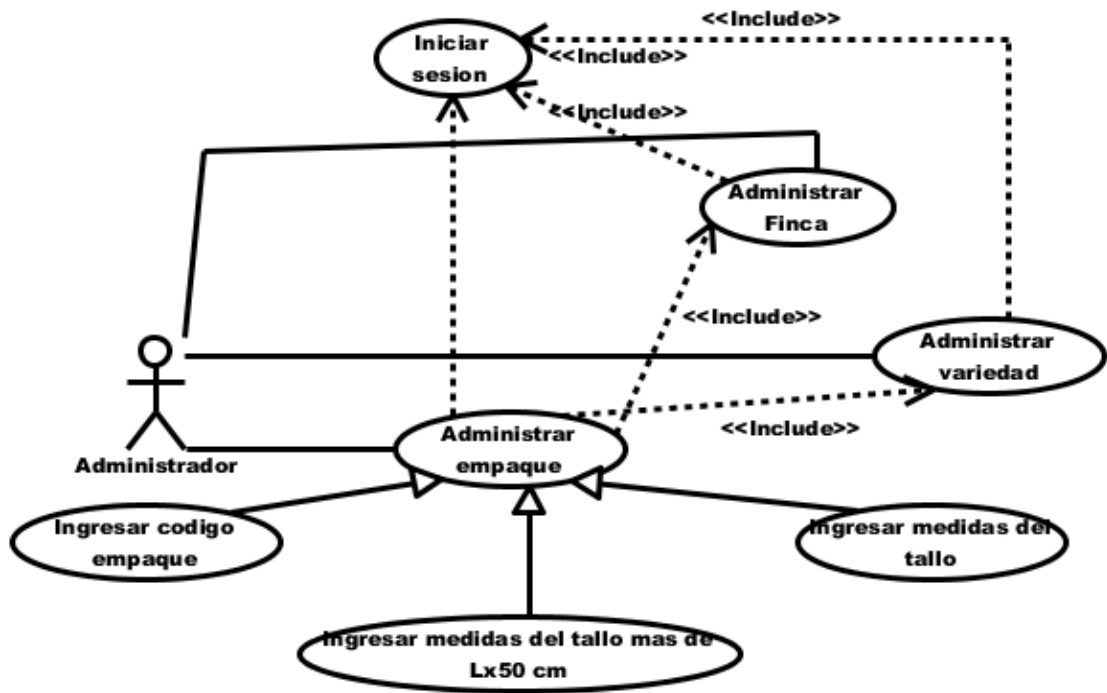 <<Include>>
Iniciar
sesion
<<Include>>
<<Include>>
Administrar
Finca
<<Include>>
Administrar
variedad
<<Include>>
Administrar
empaque
Administrador
Ingresar codigo
empaque
Ingresar medidas del
tallo
Ingresar medidas del tallo mas de
Lx50 cm